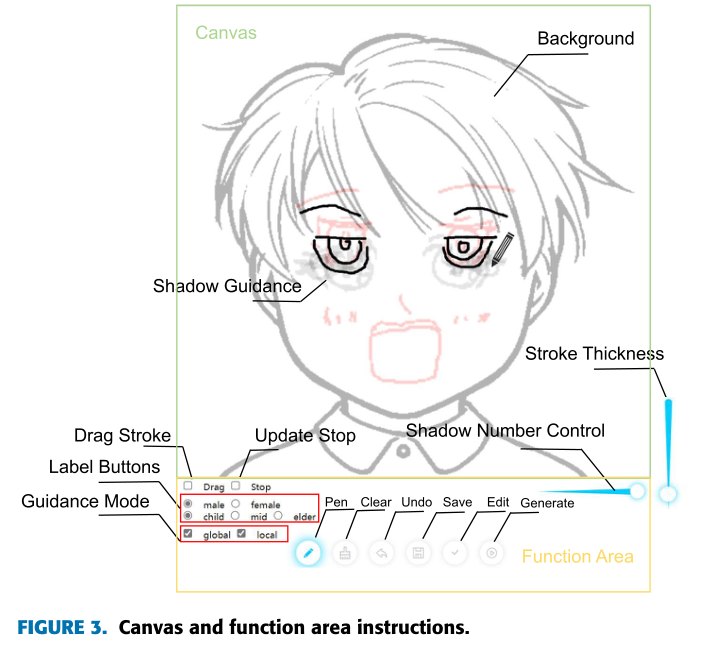 Canvas
Background
Shadow Guidance
Stroke Thickness
Drag Stroke
Update Stop
Shadow Number Control
Label Buttons
Guidance Mode
Drag Stop
male female
child mid elder
global local
Pen Clear Undo Save Edit Generate
Function Area
FIGURE 3. Canvas and function area instructions.